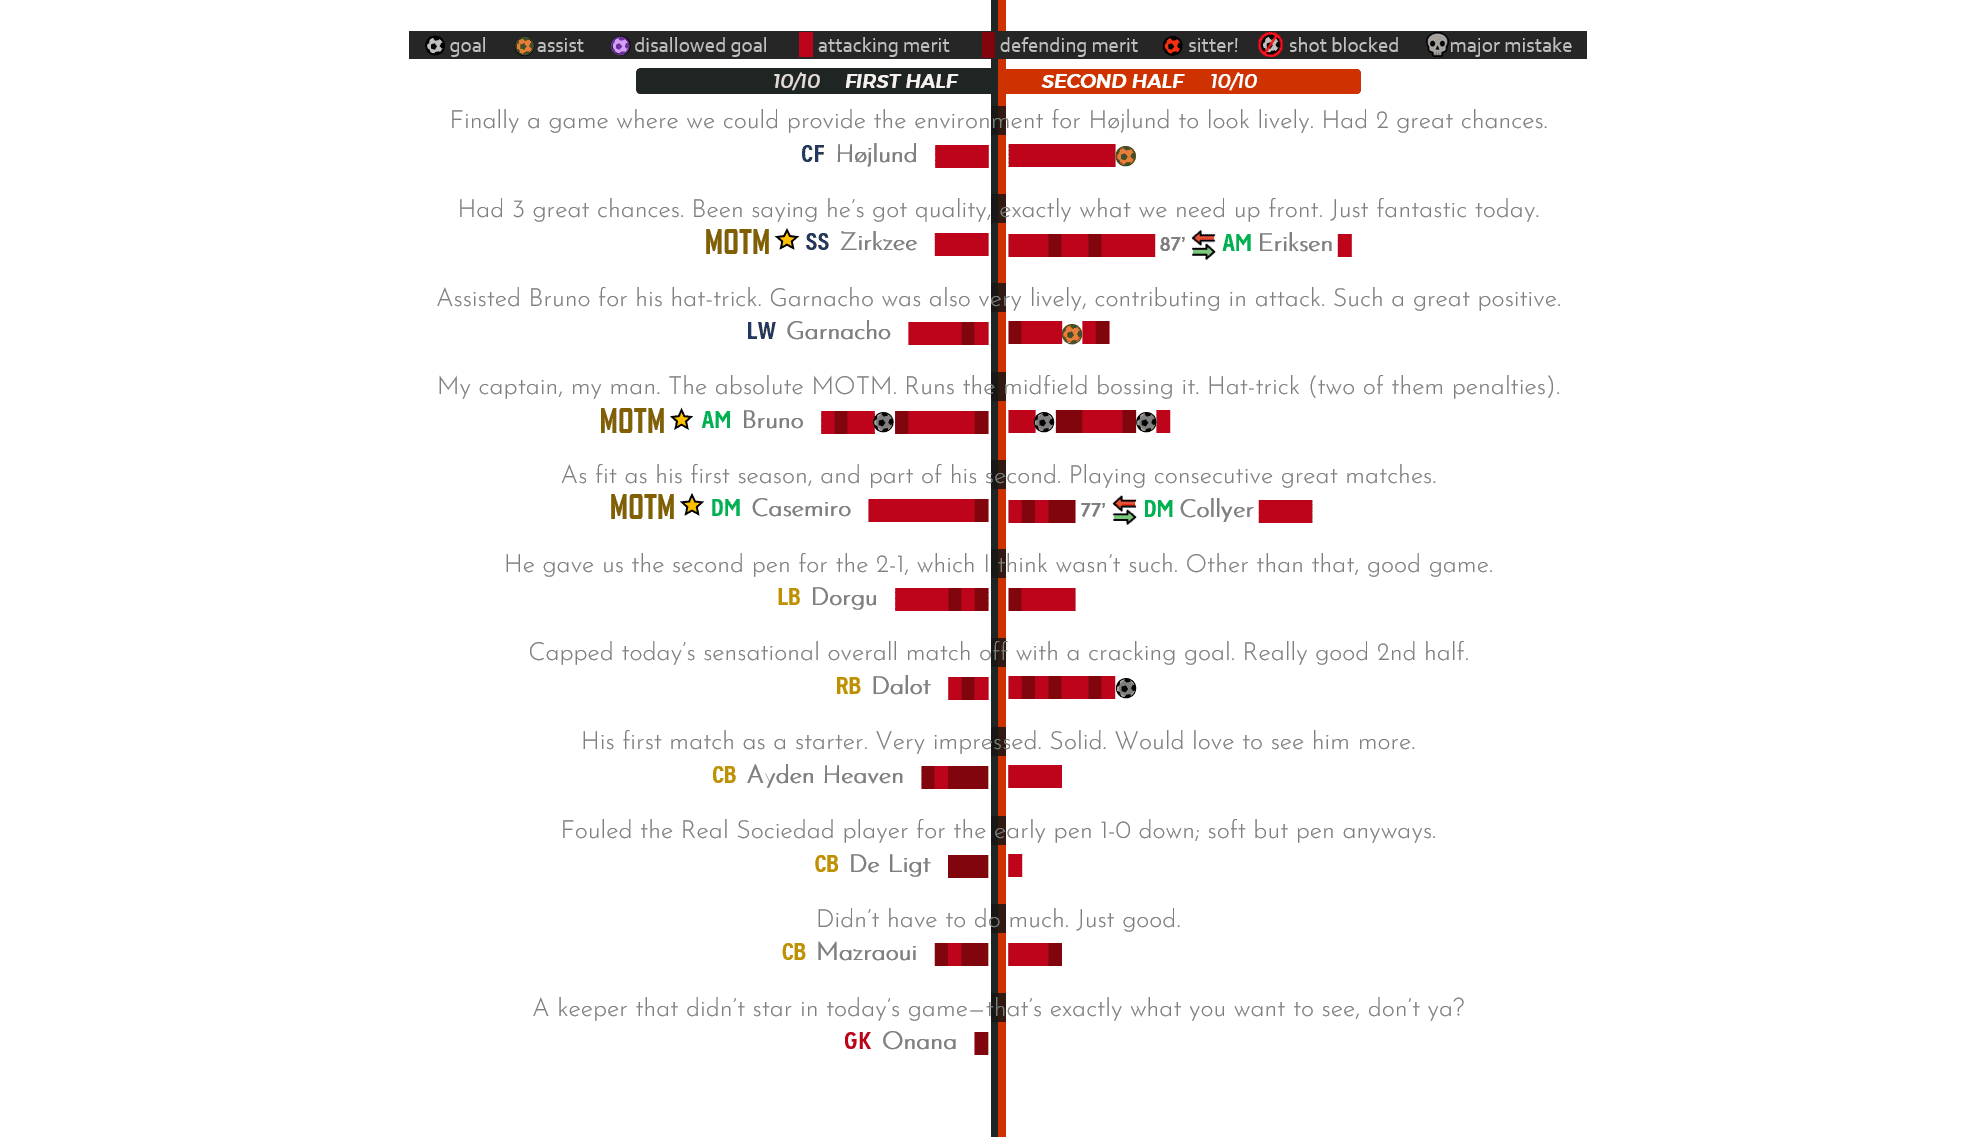 goal assist disallowed goal attacking merit defending merit sitter! shot blocked major mistake
10/10 FIRST HALF SECOND HALF 10/10
Finally a game where we could provide the environment for Højlund to look lively. Had 2 great chances.
CF Højlund
Had 3 great chances. Been saying he's got quality, exactly what we need up front. Just fantastic today.
MOTM SS Zirkzee 87' AM Eriksen
Assisted Bruno for his hat-trick. Garnacho was also very lively, contributing in attack. Such a great positive.
LW Garnacho
My captain, my man. The absolute MOTM. Runs the midfield bossing it. Hat-trick (two of them penalties).
MOTM AM Bruno
As fit as his first season, and part of his second. Playing consecutive great matches.
MOTM DM Casemiro 77' DM Collyer
He gave us the second pen for the 2-1, which I think wasn't such. Other than that, good game.
LB Dorgu
Capped today's sensational overall match off with a cracking goal. Really good 2nd half.
RB Dalot
His first match as a starter. Very impressed. Solid. Would love to see him more.
CB Ayden Heaven
Fouled the Real Sociedad player for the early pen 1-0 down; soft but pen anyways.
CB De Ligt
Didn't have to do much. Just good.
CB Mazraoui
A keeper that didn't star in today's game—that's exactly what you want to see, don't ya?
GK Onana